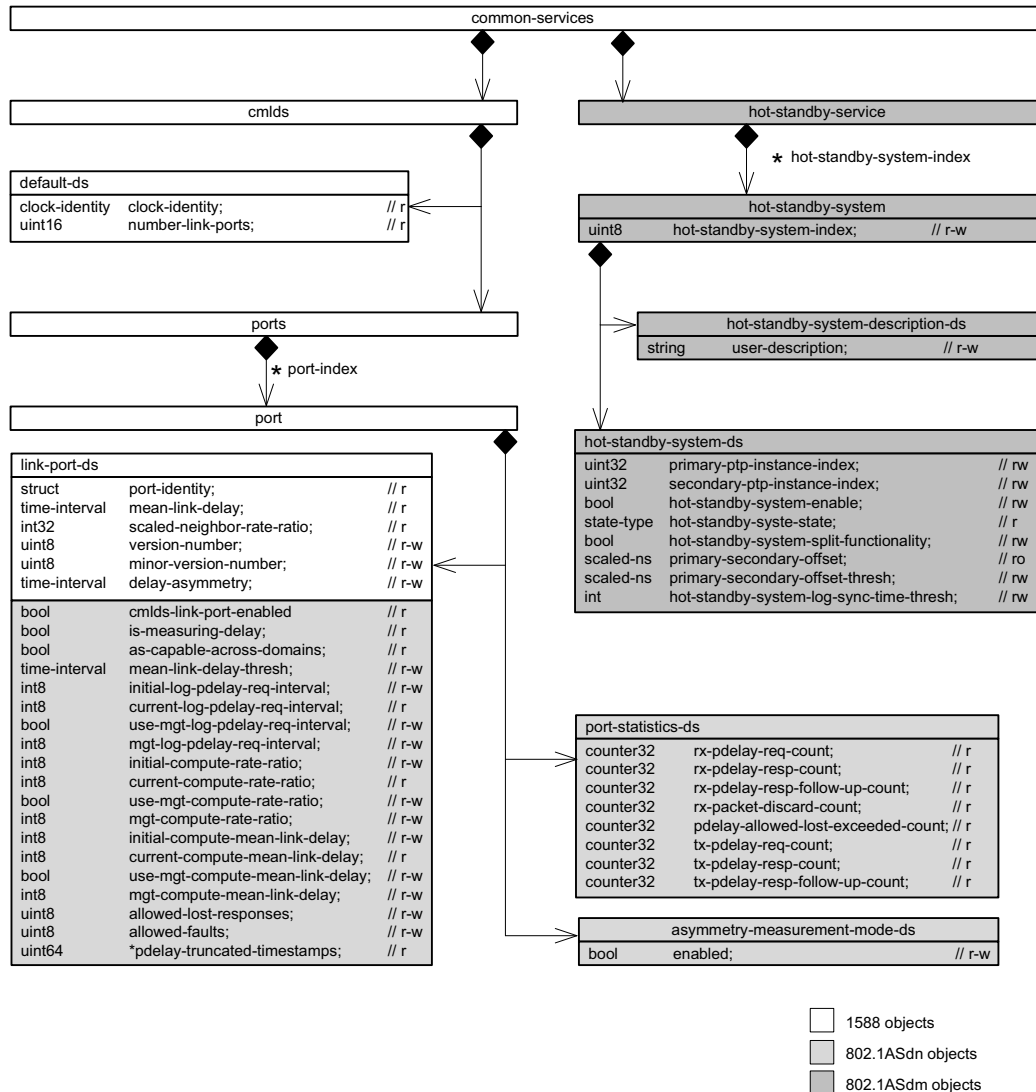 common-services
cmlds
hot-standby-service
* hot-standby-system-index
default-ds
clock-identity clock-identity; // r
uint16 number-link-ports; // r
hot-standby-system
uint8 hot-standby-system-index; // r-w
ports
* port-index
hot-standby-system-description-ds
string user-description; // r-w
port
link-port-ds
struct port-identity; // r
time-interval mean-link-delay; // r
int32 scaled-neighbor-rate-ratio; // r
uint8 version-number; // r-w
uint8 minor-version-number; // r-w
time-interval delay-asymmetry; // r-w
bool cmlds-link-port-enabled // r
bool is-measuring-delay; // r
bool as-capable-across-domains; // r
time-interval mean-link-delay-thresh; // r-w
int8 initial-log-pdelay-req-interval; // r-w
int8 current-log-pdelay-req-interval; // r
bool use-mgt-log-pdelay-req-interval; // r-w
int8 mgt-log-pdelay-req-interval; // r-w
int8 initial-compute-rate-ratio; // r-w
int8 current-compute-rate-ratio; // r
bool use-mgt-compute-rate-ratio; // r-w
int8 mgt-compute-rate-ratio; // r-w
int8 initial-compute-mean-link-delay; // r-w
int8 current-compute-mean-link-delay; // r
bool use-mgt-compute-mean-link-delay; // r-w
int8 mgt-compute-mean-link-delay; // r-w
uint8 allowed-lost-responses; // r-w
uint8 allowed-faults; // r-w
uint64 *pdelay-truncated-timestamps; // r
hot-standby-system-ds
uint32 primary-ptp-instance-index; // rw
uint32 secondary-ptp-instance-index; // rw
bool hot-standby-system-enable; // rw
state-type hot-standby-syste-state; // r
bool hot-standby-system-split-functionality; // rw
scaled-ns primary-secondary-offset; // ro
scaled-ns primary-secondary-offset-thresh; // rw
int hot-standby-system-log-sync-time-thresh; // rw
port-statistics-ds
counter32 rx-pdelay-req-count; // r
counter32 rx-pdelay-resp-count; // r
counter32 rx-pdelay-resp-follow-up-count; // r
counter32 rx-packet-discard-count; // r
counter32 pdelay-allowed-lost-exceeded-count; // r
counter32 tx-pdelay-req-count; // r
counter32 tx-pdelay-resp-count; // r
counter32 tx-pdelay-resp-follow-up-count; // r
asymmetry-measurement-mode-ds
bool enabled; // r-w
1588 objects
802.1ASdn objects
802.1ASdm objects